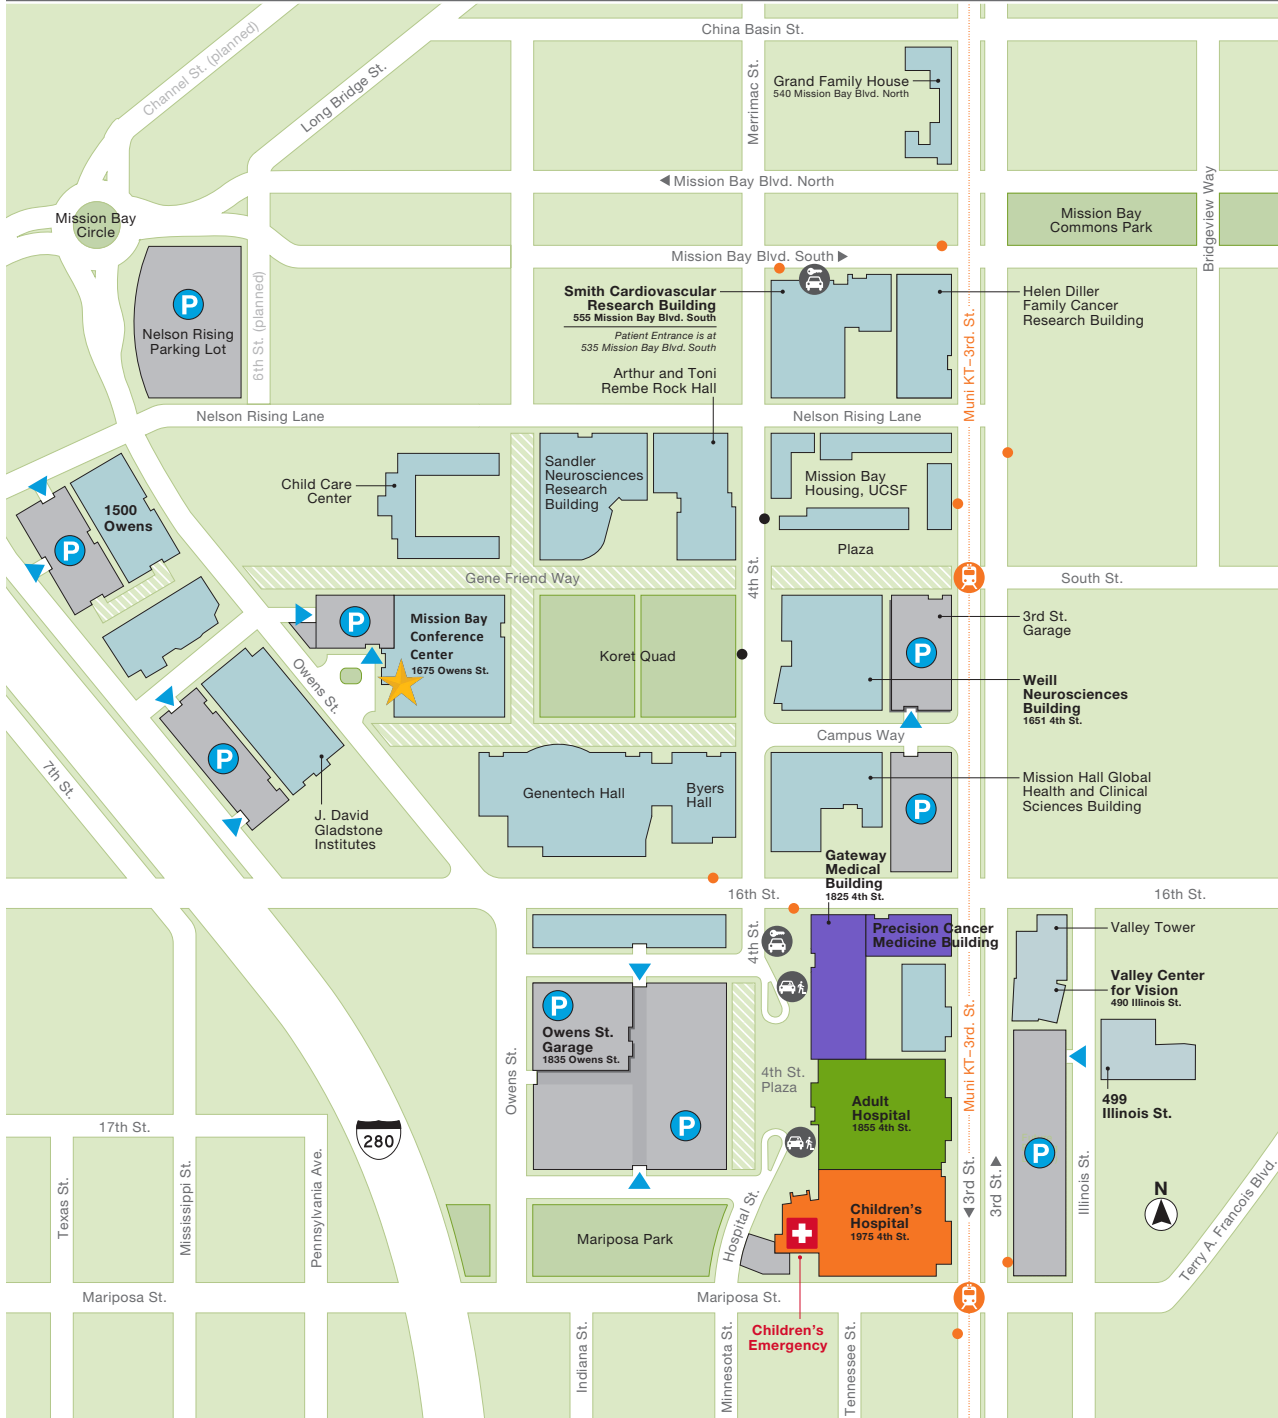 China Basin St.
Channel St. (planned)
Long Bridge St.
Merrimac St.
Grand Family House
540 Mission Bay Blvd. North
Mission Bay Blvd. North
Bridgeview Way
Mission Bay
Circle
Mission Bay
Commons Park
Mission Bay Blvd. South
P
Nelson Rising
Parking Lot
6th St. (planned)
Smith Cardiovascular
Research Building
555 Mission Bay Blvd. South
Patient Entrance is at
535 Mission Bay Blvd. South
Helen Diller
Family Cancer
Research Building
Muni KT–3rd. St.
Arthur and Toni
Rembe Rock Hall
Nelson Rising Lane
Nelson Rising Lane
Child Care
Center
Sandler
Neurosciences
Research
Building
Mission Bay
Housing, UCSF
1500
Owens
P
Plaza
4th St.
Gene Friend Way
South St.
P
Mission Bay
Conference
Center
1675 Owens St.
Koret Quad
3rd St.
Garage
P
Weill
Neurosciences
Building
1651 4th St.
Owens St.
Campus Way
7th St.
P
J. David
Gladstone
Institutes
Genentech Hall
Byers
Hall
Mission Hall Global
Health and Clinical
Sciences Building
P
Gateway
Medical
Building
1825 4th St.
16th St.
16th St.
4th St.
Precision Cancer
Medicine Building
Valley Tower
Valley Center
for Vision
490 Illinois St.
P
Owens St.
Garage
1835 Owens St.
Owens St.
4th St.
Plaza
Muni KT–3rd. St.
499
Illinois St.
Adult
Hospital
1855 4th St.
P
P
17th St.
280
Texas St.
Mississippi St.
Pennsylvania Ave.
3rd St.
3rd St.
Illinois St.
N
Terry A. Francois Blvd.
Hospital St.
Mariposa Park
Children's
Hospital
1975 4th St.
Mariposa St.
Mariposa St.
Children's
Emergency
Indiana St.
Minnesota St.
Tennessee St.